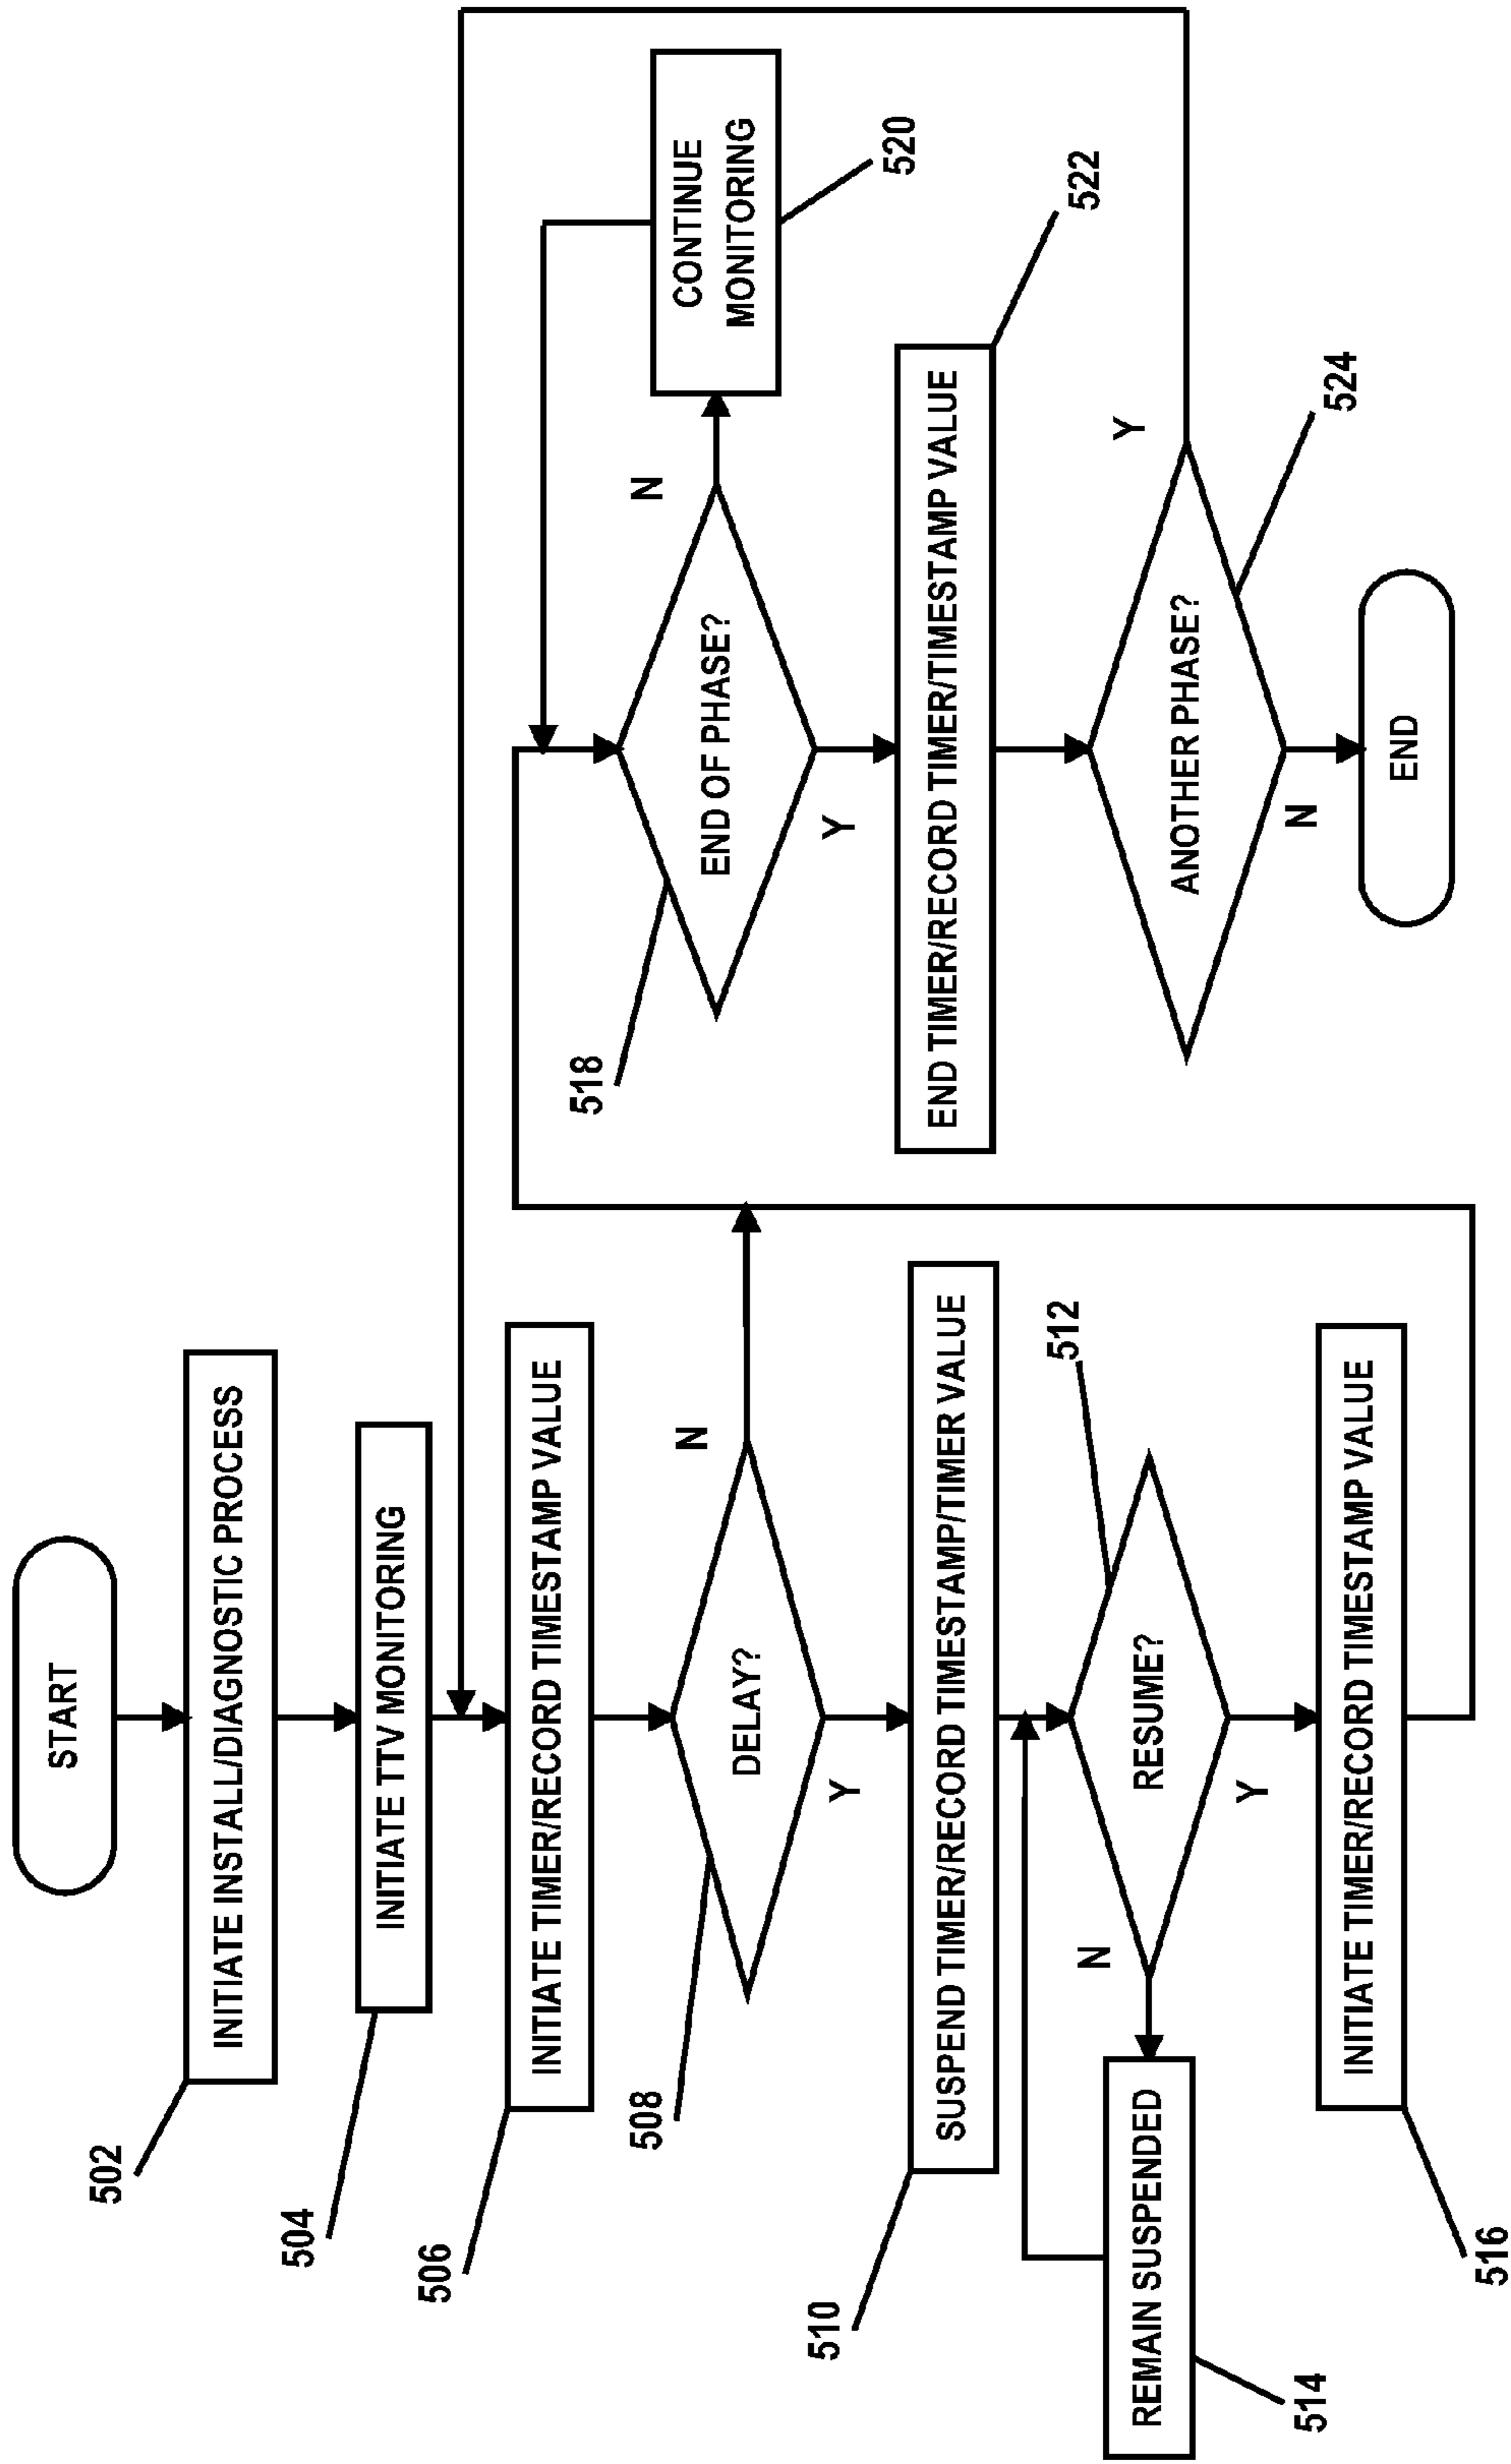 START
INITIATE INSTALL/DIAGNOSTIC PROCESS
502
INITIATE TTV MONITORING
504
INITIATE TIMER/RECORD TIMESTAMP VALUE
506
DELAY?
508
N
Y
SUSPEND TIMER/RECORD TIMESTAMP/TIMER VALUE
510
RESUME?
512
N
Y
REMAIN SUSPENDED
514
INITIATE TIMER/RECORD TIMESTAMP VALUE
516
END OF PHASE?
518
N
Y
CONTINUE
MONITORING
520
END TIMER/RECORD TIMER/TIMESTAMP VALUE
522
ANOTHER PHASE?
524
Y
N
END